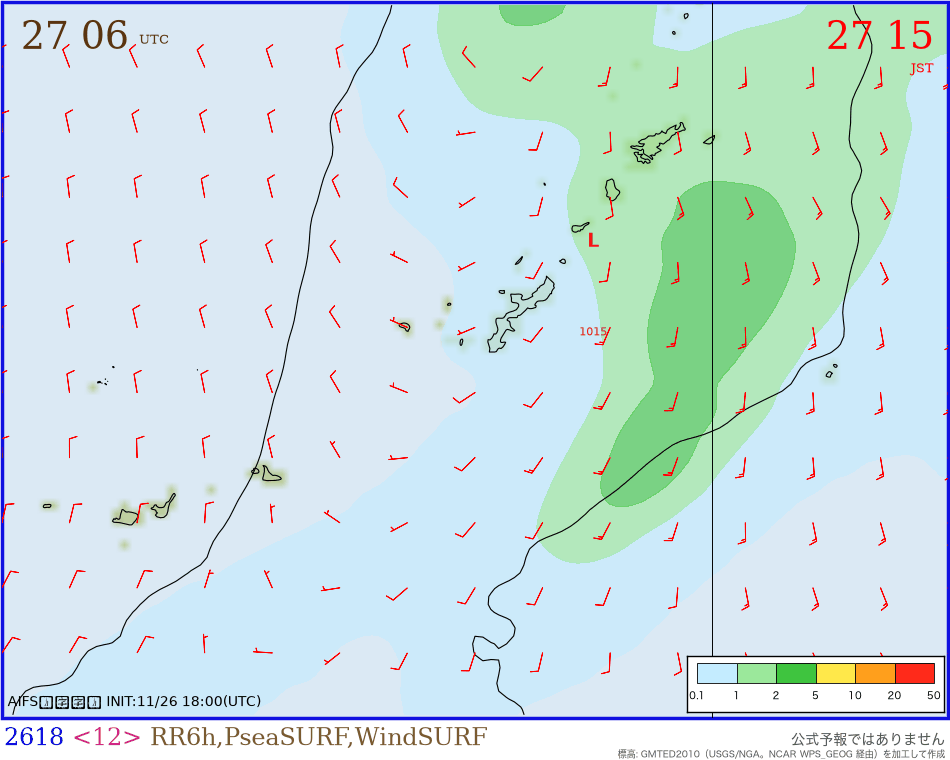 27 06 UTC
27 15
JST
L
1015
0.1 1 2 5 10 20 50
AIFS INIT:11/26 18:00(UTC)
2618 <12> RR6h,PseaSURF,WindSURF
公式予報ではありません
標高: GMTED2010（USGS/NGA。NCAR WPS_GEOG 経由）を加工して作成